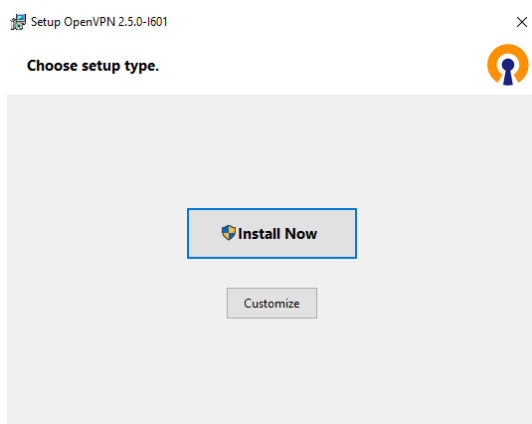 Setup OpenVPN 2.5.0-I601
Choose setup type.
Install Now
Customize